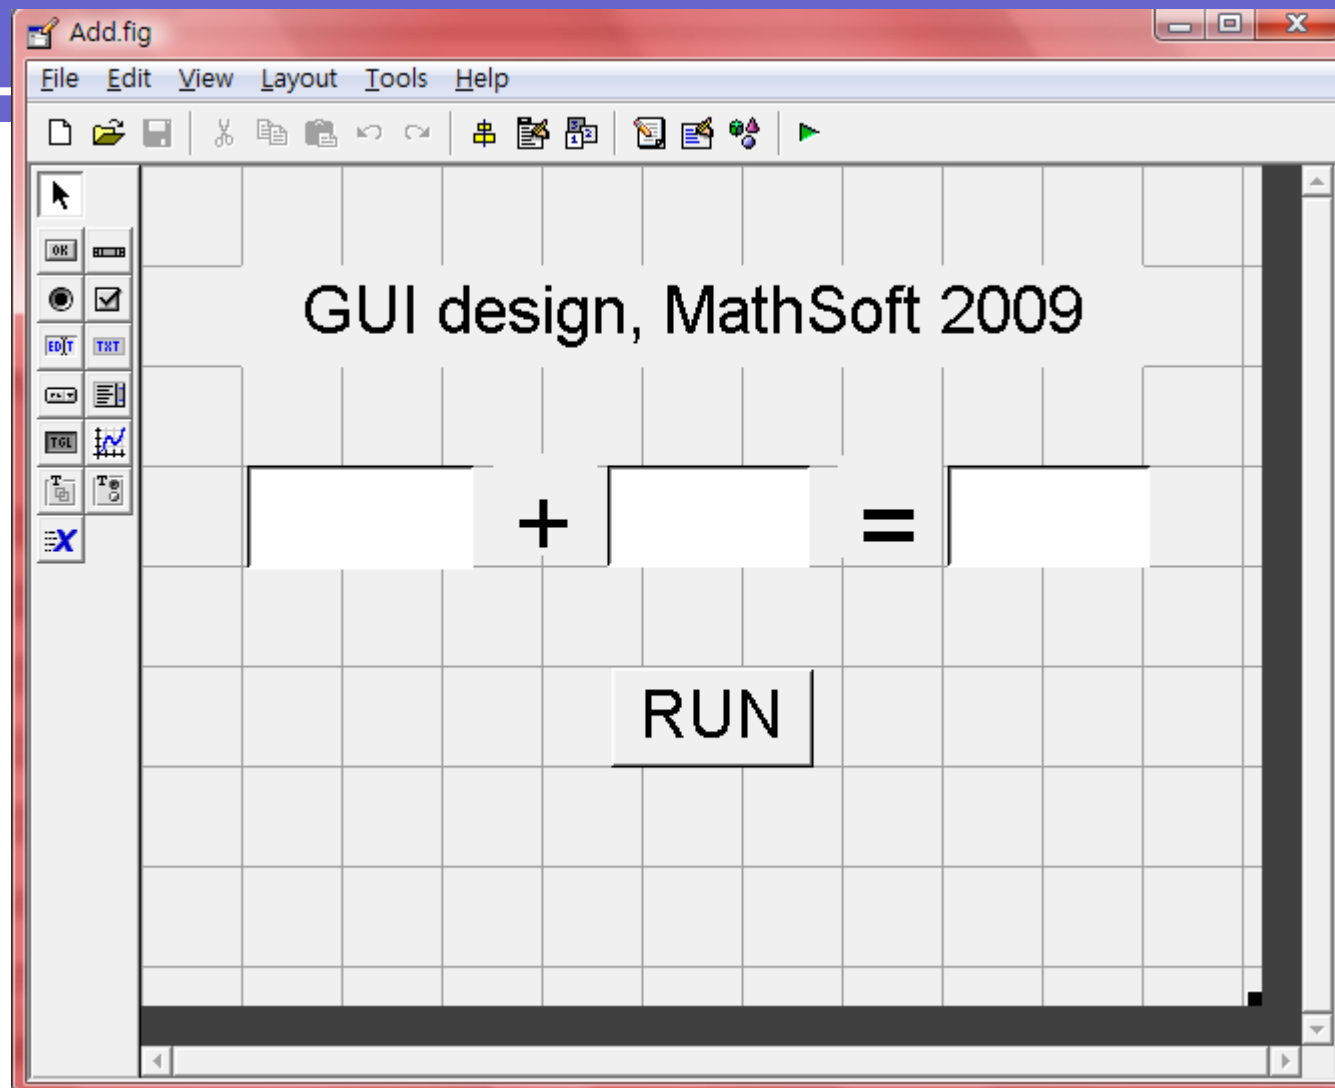 Add.fig
File Edit View Layout Tools Help
OK
EDIT TXT
TGL
GUI design, MathSoft 2009
+ =
RUN